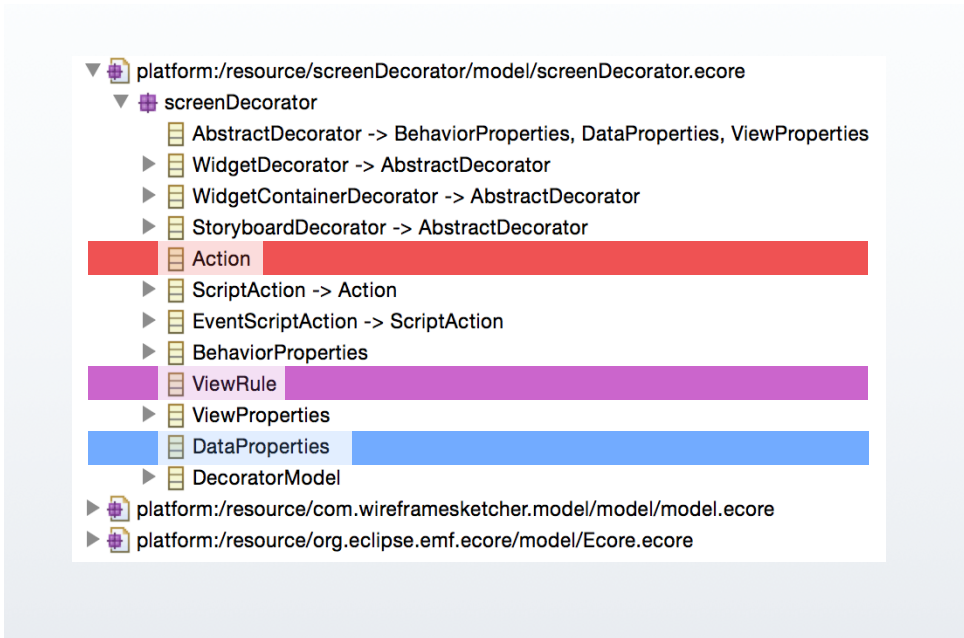 platform:/resource/screenDecorator/model/screenDecorator.ecore
screenDecorator
AbstractDecorator -> BehaviorProperties, DataProperties, ViewProperties
WidgetDecorator -> AbstractDecorator
WidgetContainerDecorator -> AbstractDecorator
StoryboardDecorator -> AbstractDecorator
Action
ScriptAction -> Action
EventScriptAction -> ScriptAction
BehaviorProperties
ViewRule
ViewProperties
DataProperties
DecoratorModel
platform:/resource/com.wireframesketcher.model/model/model.ecore
platform:/resource/org.eclipse.emf.ecore/model/Ecore.ecore